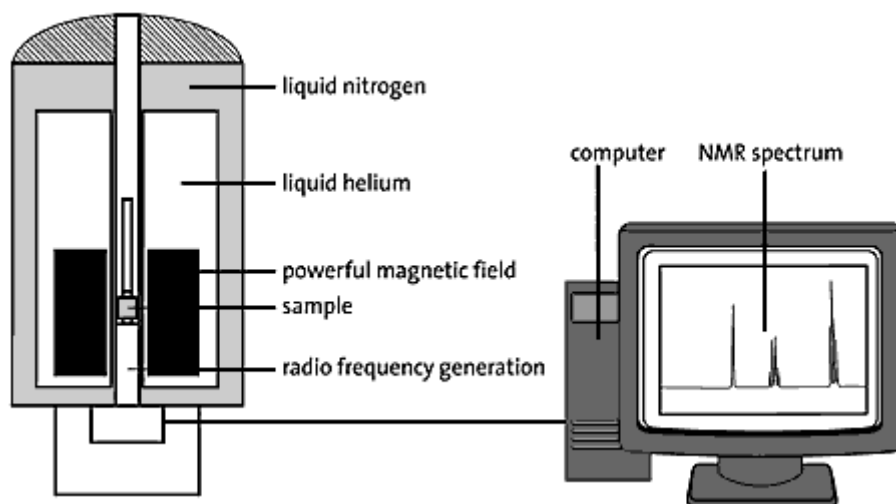 liquid nitrogen
liquid helium
powerful magnetic field
sample
radio frequency generation
computer
NMR spectrum